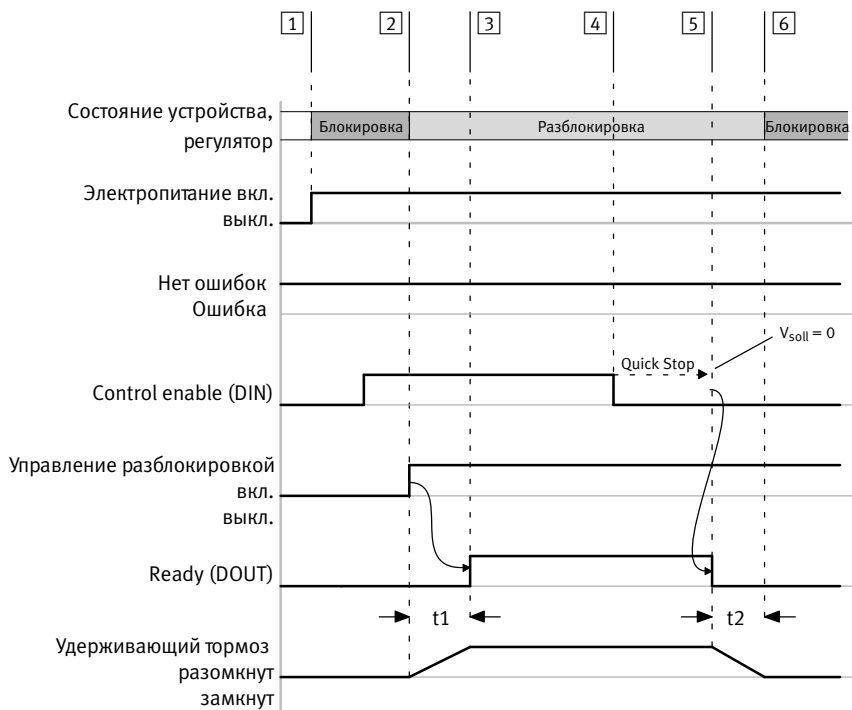 1 2 3 4 5 6
Состояние устройства,
регулятор
Блокировка Разблокировка Блокировка
Электропитание вкл.
выкл.
Нет ошибок
Ошибка
Vsoll = 0
Quick Stop
Control enable (DIN)
Управление разблокировкой
вкл.
выкл.
Ready (DOUT)
t1 t2
Удерживающий тормоз
разомкнут
замкнут